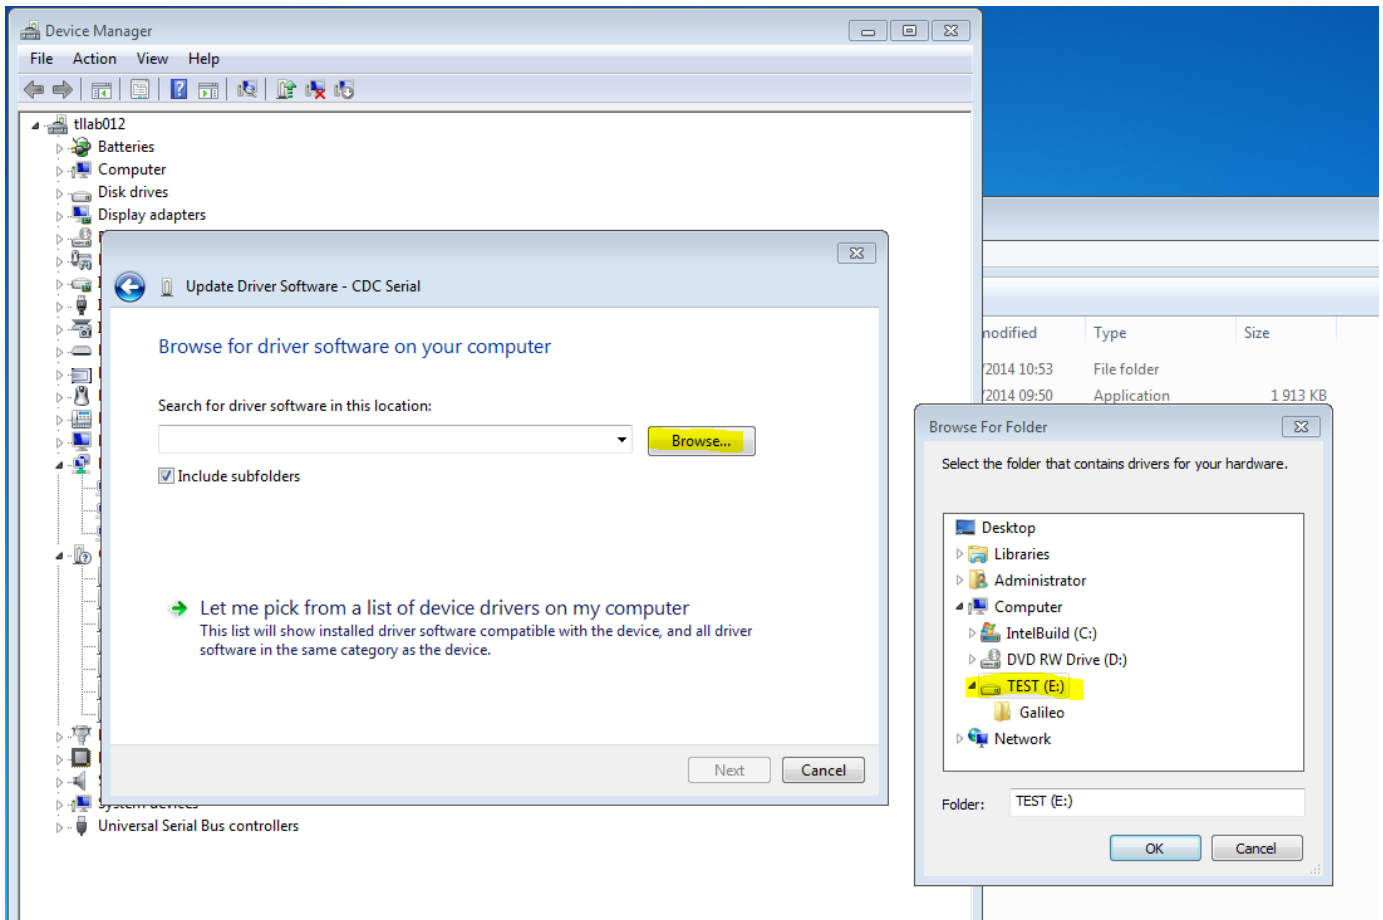 Device Manager
File Action View Help
tllab012
Batteries
Computer
Disk drives
Display adapters
Update Driver Software - CDC Serial
Browse for driver software on your computer
Search for driver software in this location:
Browse...
Include subfolders
Let me pick from a list of device drivers on my computer
This list will show installed driver software compatible with the device, and all driver
software in the same category as the device.
Next Cancel
System devices
Universal Serial Bus controllers
modified Type Size
/2014 10:53 File folder
/2014 09:50 Application 1 913 KB
Browse For Folder
Select the folder that contains drivers for your hardware.
Desktop
Libraries
Administrator
Computer
IntelBuild (C:)
DVD RW Drive (D:)
TEST (E:)
Galileo
Network
Folder: TEST (E:)
OK Cancel